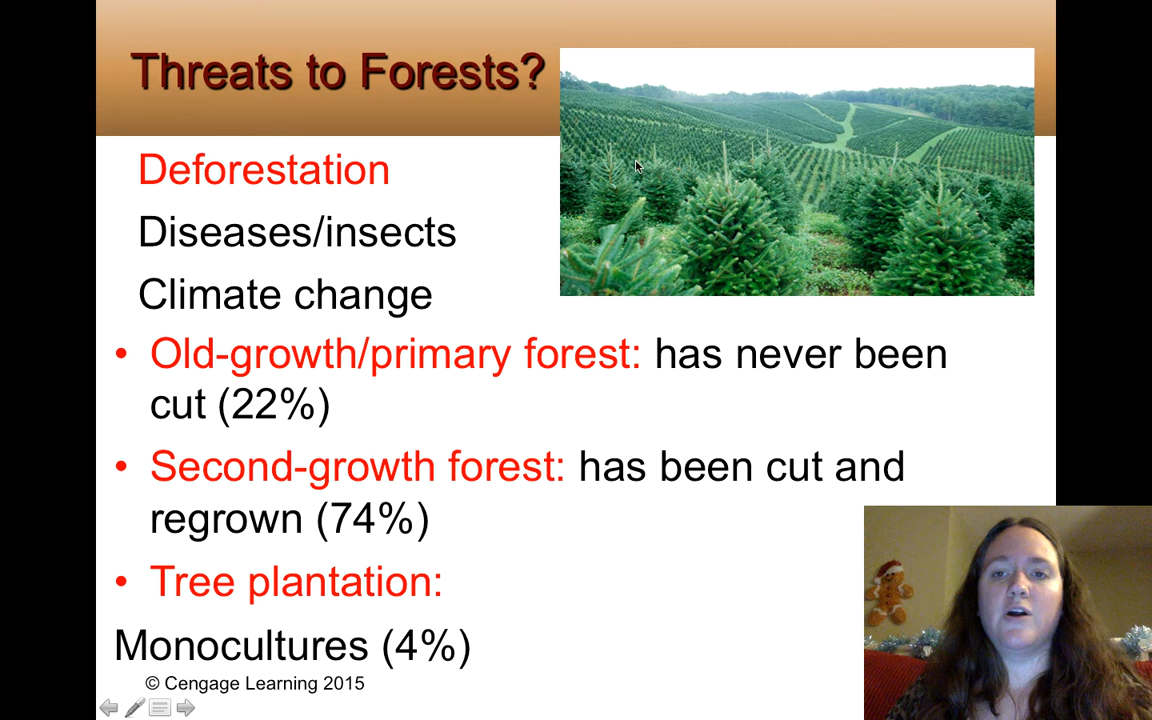 Threats to Forests?
Deforestation
Diseases/insects
Climate change
• Old-growth/primary forest: has never been
cut (22%)
• Second-growth forest: has been cut and
regrown (74%)
• Tree plantation:
Monocultures (4%)
© Cengage Learning 2015